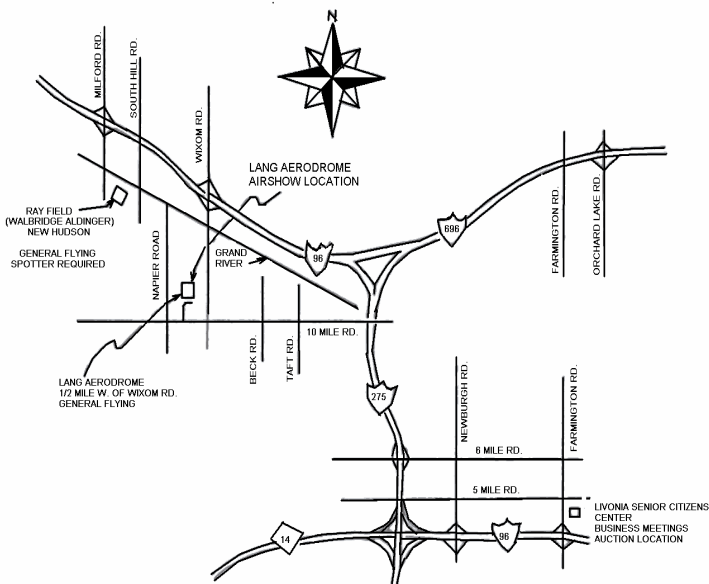 N
MILFORD RD.
SOUTH HILL RD.
WIXOM RD.
LANG AERODROME
AIRSHOW LOCATION
RAY FIELD
(WALBRIDGE ALDINGER)
NEW HUDSON
GENERAL FLYING
SPOTTER REQUIRED
NAPIER ROAD
GRAND
RIVER
96
696
FARMINGTON RD.
ORCHARD LAKE RD.
10 MILE RD.
BECK RD.
TAFT RD.
LANG AERODROME
1/2 MILE W. OF WIXOM RD.
GENERAL FLYING
275
NEWBURGH RD.
FARMINGTON RD.
6 MILE RD.
5 MILE RD.
LIVONIA SENIOR CITIZENS
CENTER
BUSINESS MEETINGS
AUCTION LOCATION
14
96